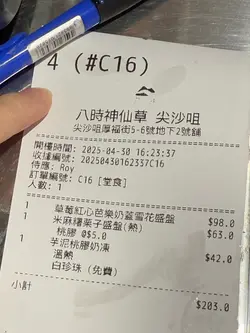 4 (#C16)
八時神仙草 尖沙咀
尖沙咀厚福街5-6號地下2號舖
開檯時間: 2025-04-30 16:23:37
收據編號: 20250430162337C16
侍應: Roy
訂單編號: C16 [堂食]
人數: 1
1 草莓紅心芭樂奶蓋雪花盛盤 $98.0
1 米麻糬栗子盛盤(熱) $63.0
桃膠 @$5.0
1 芋泥桃膠奶凍 $42.0
溫熱
白珍珠 (免費)
小計 $203.0